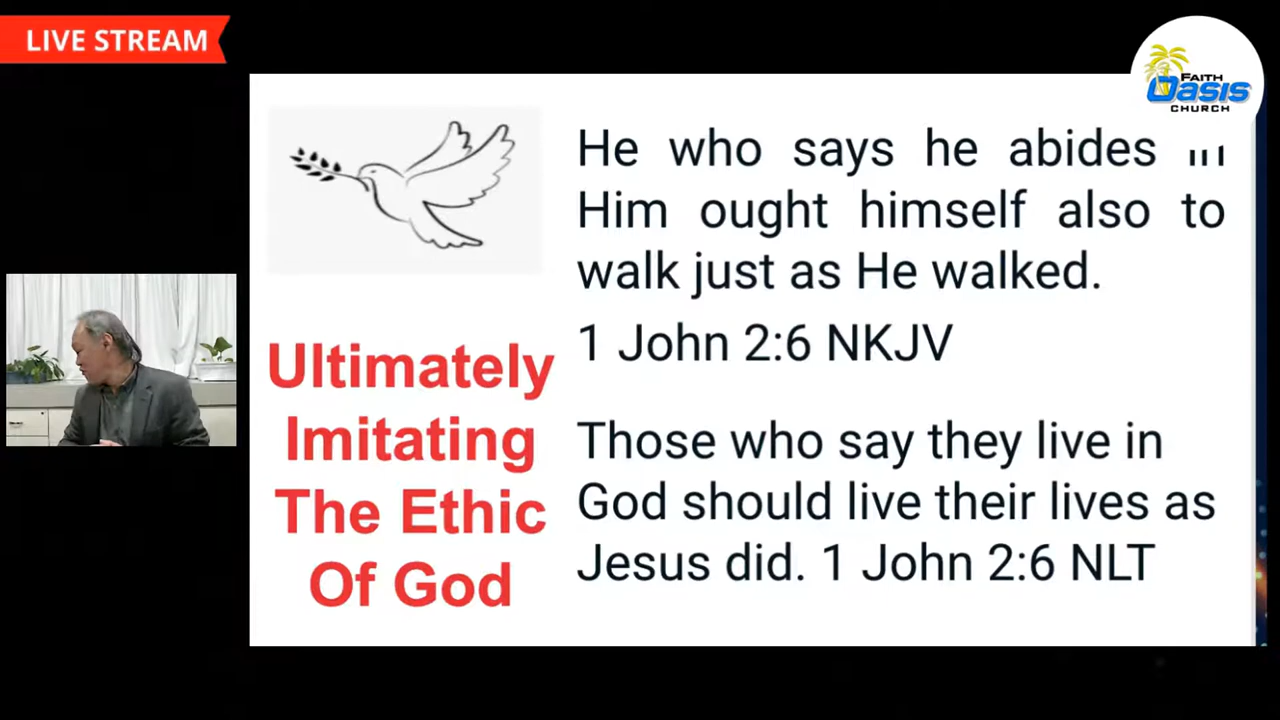 LIVE STREAM
FAITH
Oasis
CHURCH
He who says he abides in
Him ought himself also to
walk just as He walked.
1 John 2:6 NKJV
Ultimately
Imitating
The Ethic
Of God
Those who say they live in
God should live their lives as
Jesus did. 1 John 2:6 NLT